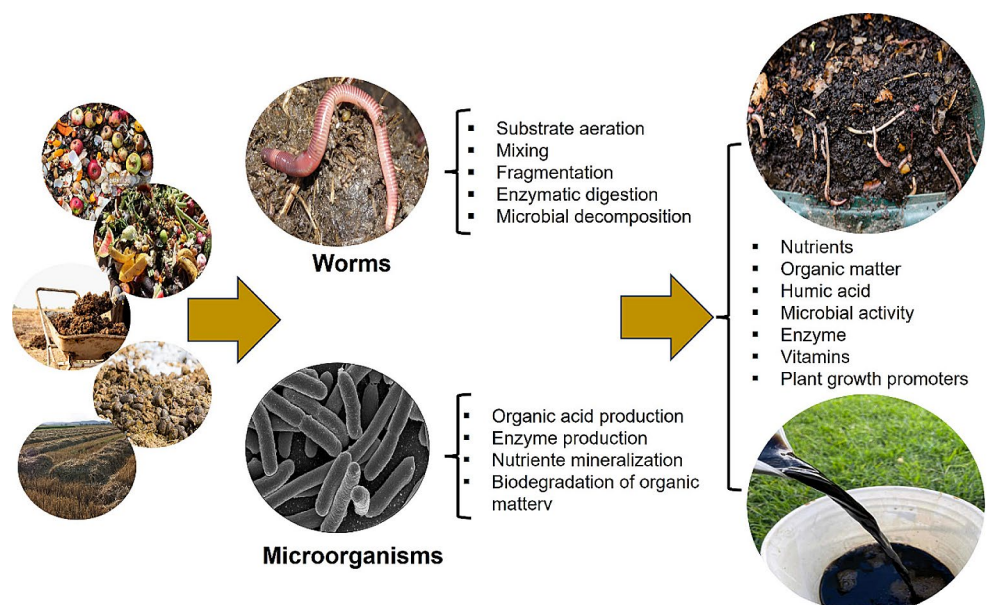 Substrate aeration
Mixing
Fragmentation
Enzymatic digestion
Microbial decomposition
Worms
Organic acid production
Enzyme production
Nutriente mineralization
Biodegradation of organic
matterv
Microorganisms
Nutrients
Organic matter
Humic acid
Microbial activity
Enzyme
Vitamins
Plant growth promoters